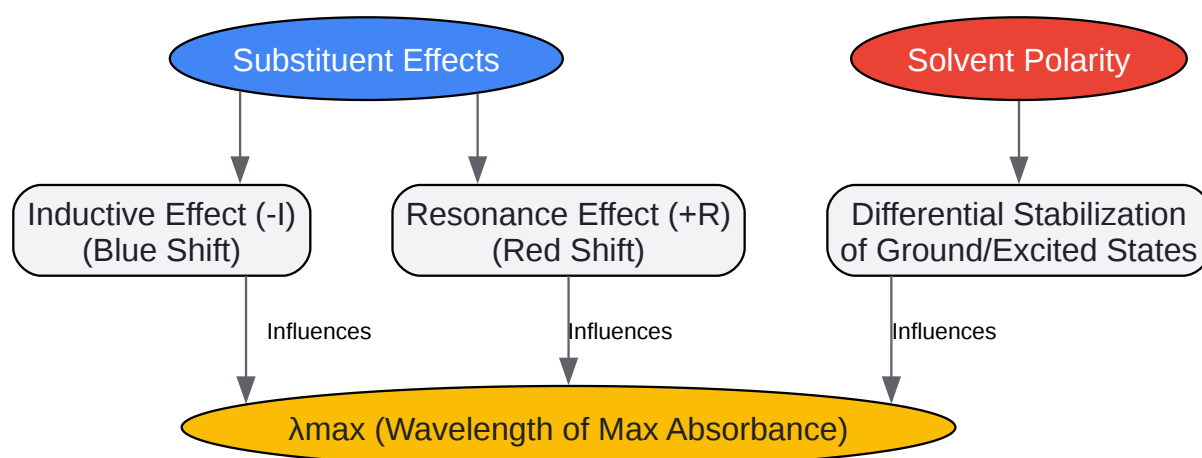 Substituent Effects
Solvent Polarity
Inductive Effect (-I)
(Blue Shift)
Resonance Effect (+R)
(Red Shift)
Differential Stabilization
of Ground/Excited States
Influences
Influences
Influences
λmax (Wavelength of Max Absorbance)